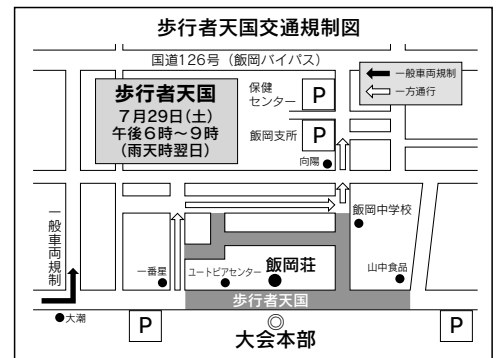 歩行者天国交通規制図
国道126号（飯岡バイパス）
歩行者天国
７月29日(土)
午後６時～９時
(雨天時翌日)
保健
センター
P
飯岡支所
P
向陽
一般車両規制
一方通行
一般車両規制
飯岡中学校
一番星
ユートピアセンター
飯岡荘
山中食品
歩行者天国
大潮
P
大会本部
P